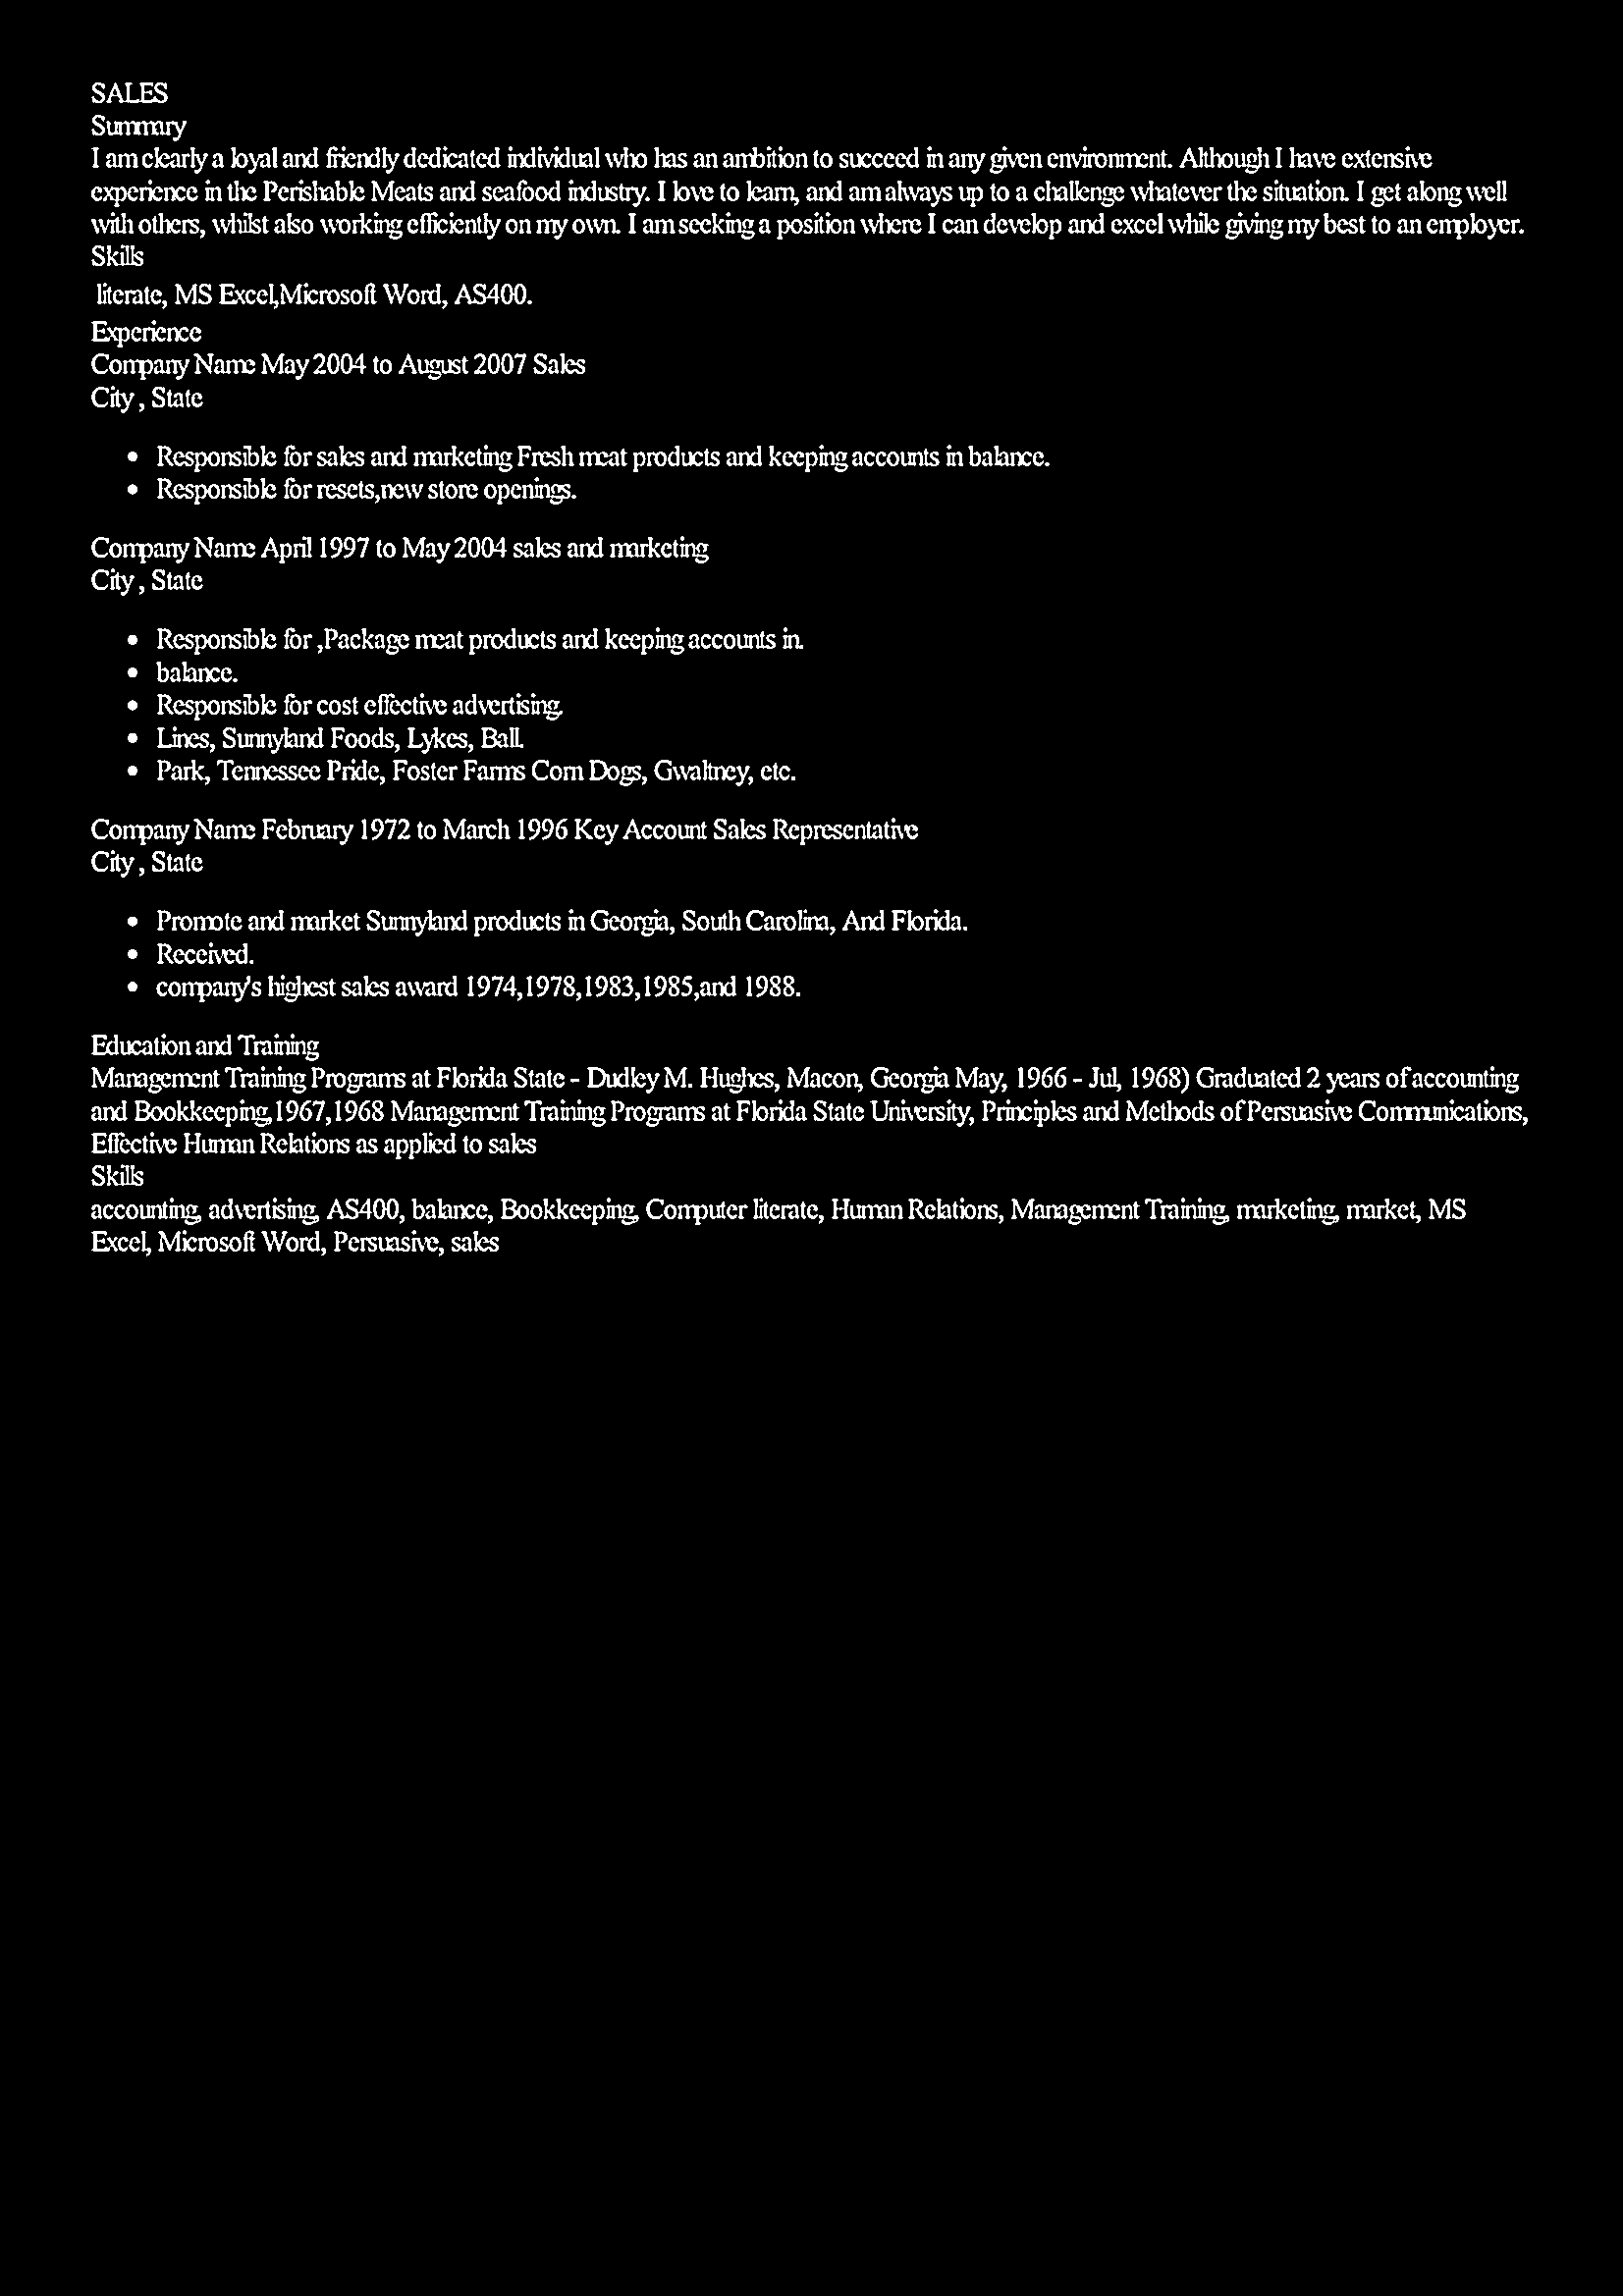 SALES
Summary
I am clearly a loyal and friendly dedicated individual who has an ambition to succeed in any given environment. Although I have extensive
experience in the Perishable Meats and seafood industry. I love to learn, and am always up to a challenge whatever the situation. I get along well
with others, whilst also working efficiently on my own. I am seeking a position where I can develop and excel while giving my best to an employer.
Skills
literate, MS Excel,Microsoft Word, AS400.
Experience
Company Name May 2004 to August 2007 Sales
City , State
• Responsible for sales and marketing Fresh meat products and keeping accounts in balance.
• Responsible for resets,new store openings.
Company Name April 1997 to May 2004 sales and marketing
City , State
• Responsible for ,Package meat products and keeping accounts in.
• balance.
• Responsible for cost effective advertising.
• Lines, Sunnyland Foods, Lykes, Ball.
• Park, Tennessee Pride, Foster Farms Corn Dogs, Gwaltney, etc.
Company Name February 1972 to March 1996 Key Account Sales Representative
City , State
• Promote and market Sunnyland products in Georgia, South Carolina, And Florida.
• Received.
• company's highest sales award 1974,1978,1983,1985,and 1988.
Education and Training
Management Training Programs at Florida State - Dudley M. Hughes, Macon, Georgia May, 1966 - Jul, 1968) Graduated 2 years of accounting
and Bookkeeping,1967,1968 Management Training Programs at Florida State University, Principles and Methods of Persuasive Communications,
Effective Human Relations as applied to sales
Skills
accounting, advertising, AS400, balance, Bookkeeping, Computer literate, Human Relations, Management Training, marketing, market, MS
Excel, Microsoft Word, Persuasive, sales